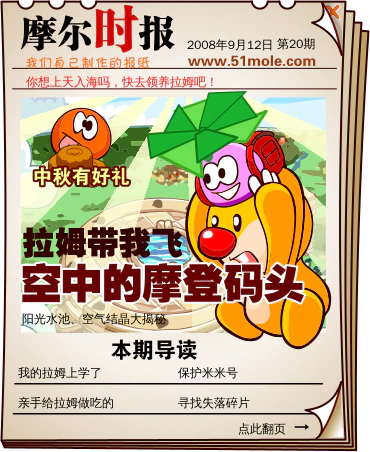 摩尔时报
2008年9月12日 第20期
我们自己制作的报纸
www.51mole.com
你想上天入海吗，快去领养拉姆吧！
中秋有好礼
拉姆带我飞
空中的摩登码头
阳光水池、空气结晶大揭秘
本期导读
我的拉姆上学了
保护米米号
亲手给拉姆做吃的
寻找失落碎片
点此翻页 →